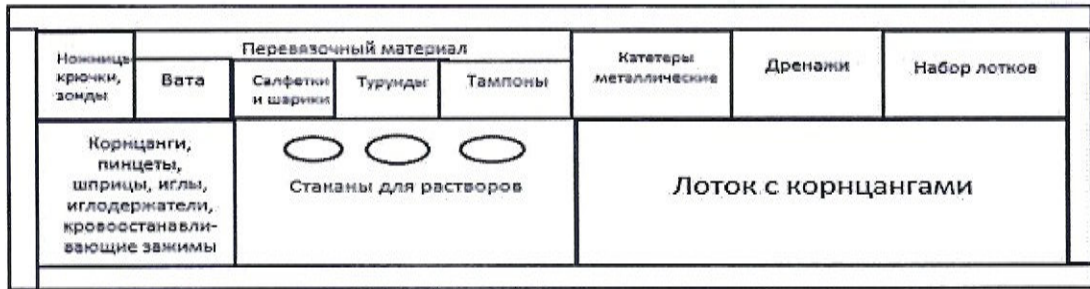 Ножницы
крючки,
зонды
Перевязочный материал
Вата
Салфетки
и шарики
Турунды
Тампоны
Катетеры
металлические
Дренажи
Набор лотков
Корнцанги,
пинцеты,
шприцы, иглы,
иглодержатели,
кровоостанавли-
вающие зажимы
Стаканы для растворов
Лоток с корнцангами